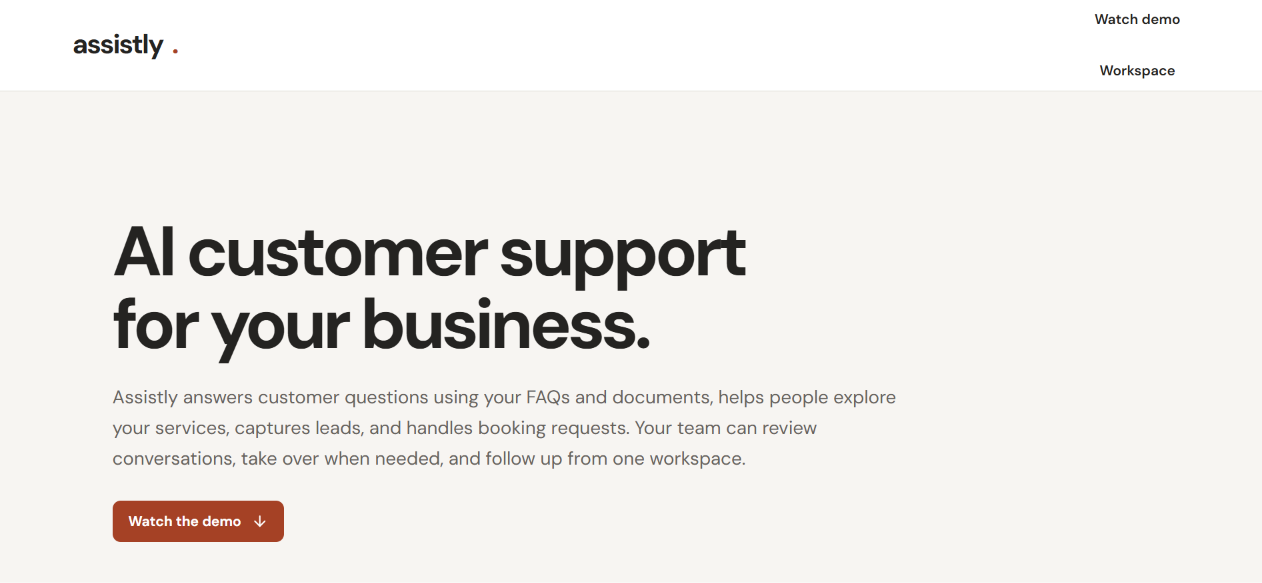 assistly .
Watch demo
Workspace
AI customer support
for your business.
Assistly answers customer questions using your FAQs and documents, helps people explore
your services, captures leads, and handles booking requests. Your team can review
conversations, take over when needed, and follow up from one workspace.
Watch the demo ↓